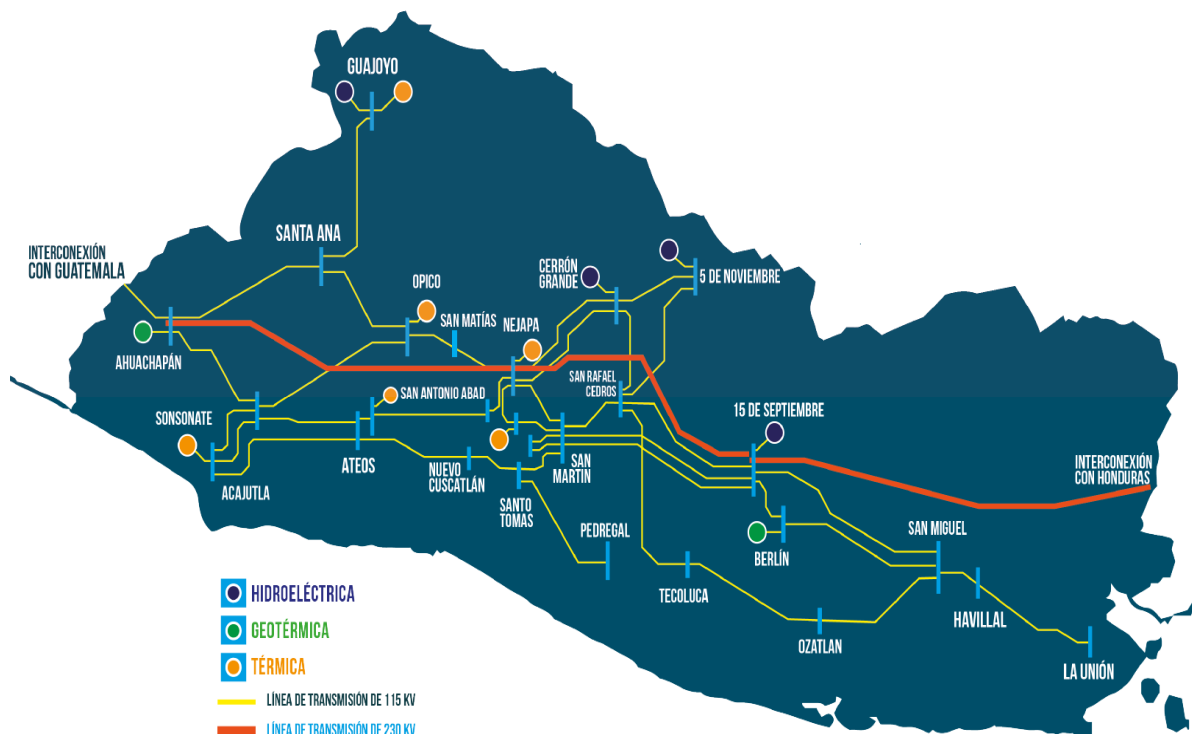 GUAJOYO
SANTA ANA
INTERCONEXIÓN
CON GUATEMALA
5 DE NOVIEMBRE
CERRÓN
GRANDE
OPICO
SAN MATÍAS
NEJAPA
AHUACHAPÁN
SAN RAFAEL
CEDROS
SAN ANTONIO ABAD
SONSONATE
15 DE SEPTIEMBRE
ATEOS
NUEVO
CUSCATLÁN
SAN
MARTIN
INTERCONEXIÓN
CON HONDURAS
ACAJUTLA
SANTO
TOMAS
PEDREGAL
SAN MIGUEL
BERLÍN
TECOLUCA
HAVILLAL
OZATLAN
LA UNIÓN
HIDROELÉCTRICA
GEOTÉRMICA
TÉRMICA
LÍNEA DE TRANSMISIÓN DE 115 KV
LÍNEA DE TRANSMISIÓN DE 230 KV